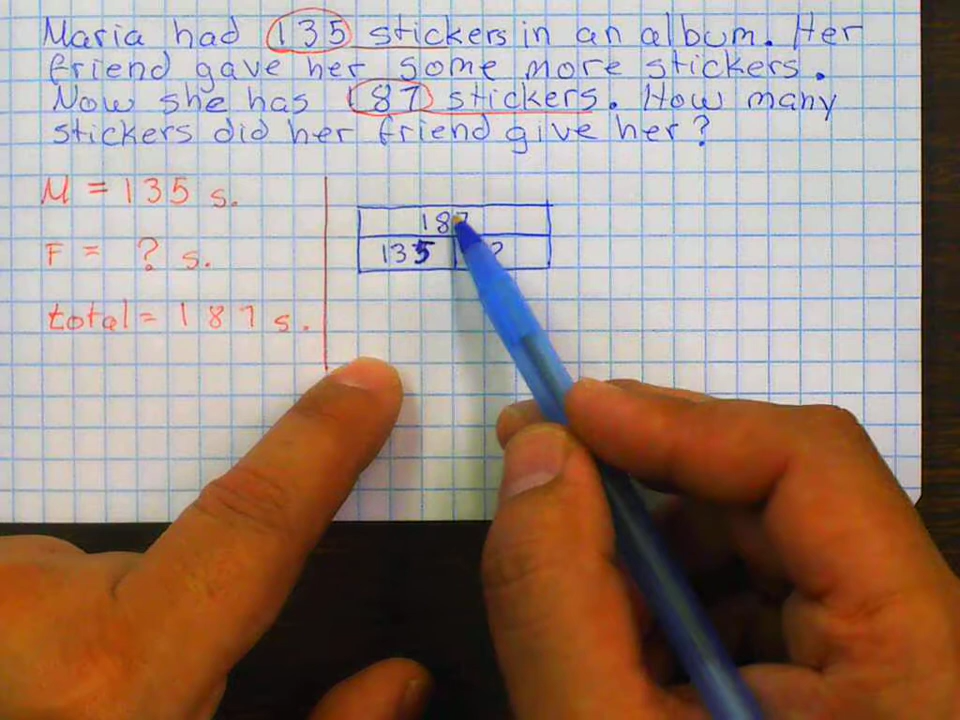 Maria had 135 stickers in an album. Her
friend gave her some more stickers.
Now she has 187 stickers. How many
stickers did her friend give her?
M = 135 s.
F = ? s.
total = 187 s.
187
135 ?